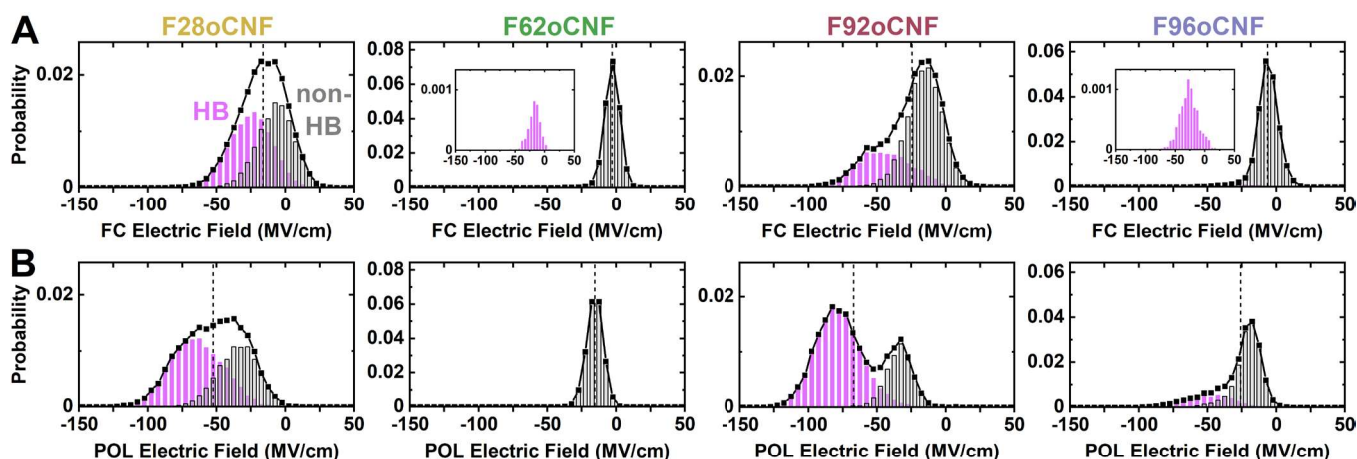 A
F28oCNF F62oCNF F92oCNF F96oCNF
Probability
0.02
0
HB
non-
HB
-150 -100 -50 0 50
FC Electric Field (MV/cm)
0.08
0.06
0.04
0.02
0
0.001
-150 -50 0 50
-150 -100 -50 0 50
FC Electric Field (MV/cm)
0.02
0
-150 -100 -50 0 50
FC Electric Field (MV/cm)
0.06
0.04
0.02
0
0.001
-150 -50 0 50
-150 -100 -50 0 50
FC Electric Field (MV/cm)
B
Probability
0.02
0
-150 -100 -50 0 50
POL Electric Field (MV/cm)
0.08
0.06
0.04
0.02
0
-150 -100 -50 0 50
POL Electric Field (MV/cm)
0.02
0
-150 -100 -50 0 50
POL Electric Field (MV/cm)
0.06
0.04
0.02
0
-150 -100 -50 0 50
POL Electric Field (MV/cm)